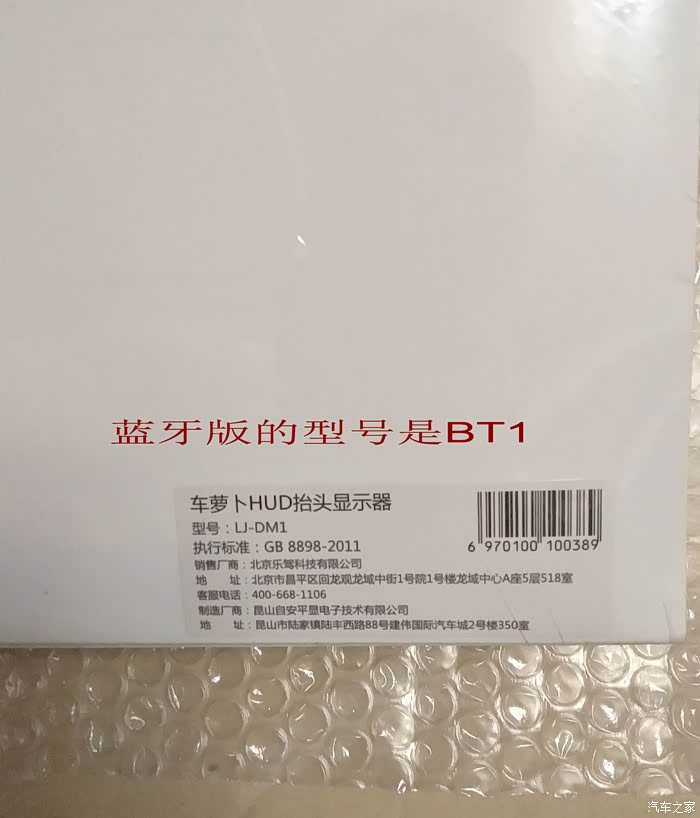 蓝牙版的型号是BT1
车萝卜HUD抬头显示器
型号：LJ-DM1
执行标准：GB 8898-2011
6 970100 100389
销售厂商：北京乐驾科技有限公司
地 址：北京市昌平区回龙观龙域中街1号院1号楼龙域中心A座5层518室
客服电话：400-668-1106
制造厂商：昆山自安平显电子技术有限公司
地 址：昆山市陆家镇陆丰西路88号建伟国际汽车城2号楼350室
汽车之家